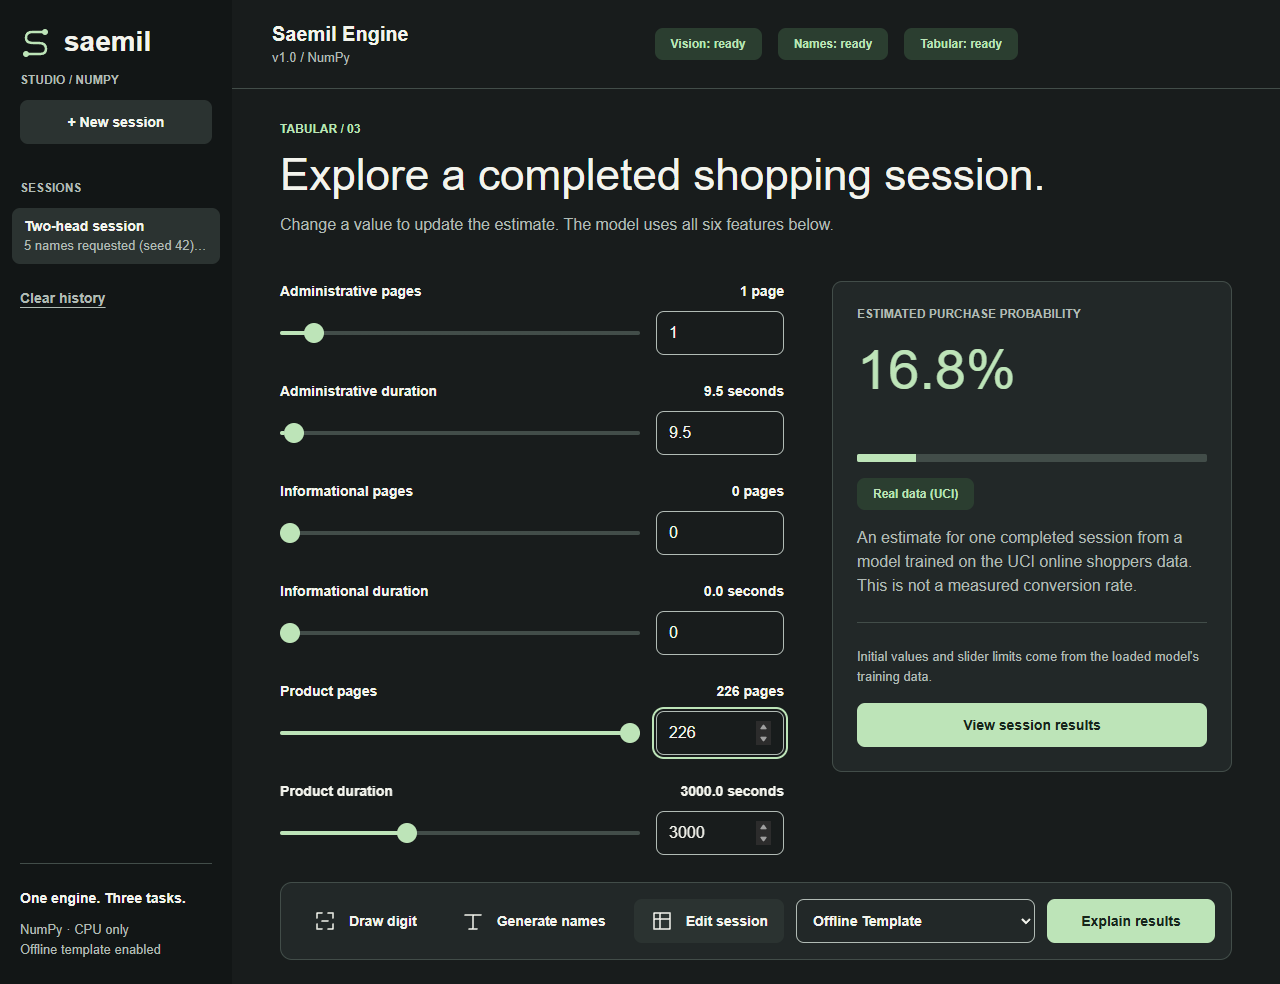 saemil
STUDIO / NUMPY
+ New session
SESSIONS
Two-head session
5 names requested (seed 42)...
Clear history
One engine. Three tasks.
NumPy · CPU only
Offline template enabled
Saemil Engine
v1.0 / NumPy
Vision: ready
Names: ready
Tabular: ready
TABULAR / 03
Explore a completed shopping session.
Change a value to update the estimate. The model uses all six features below.
Administrative pages
1 page
1
Administrative duration
9.5 seconds
9.5
Informational pages
0 pages
0
Informational duration
0.0 seconds
0
Product pages
226 pages
226
Product duration
3000.0 seconds
3000
ESTIMATED PURCHASE PROBABILITY
16.8%
Real data (UCI)
An estimate for one completed session from a
model trained on the UCI online shoppers data.
This is not a measured conversion rate.
Initial values and slider limits come from the loaded model's
training data.
View session results
Draw digit
Generate names
Edit session
Offline Template
Explain results